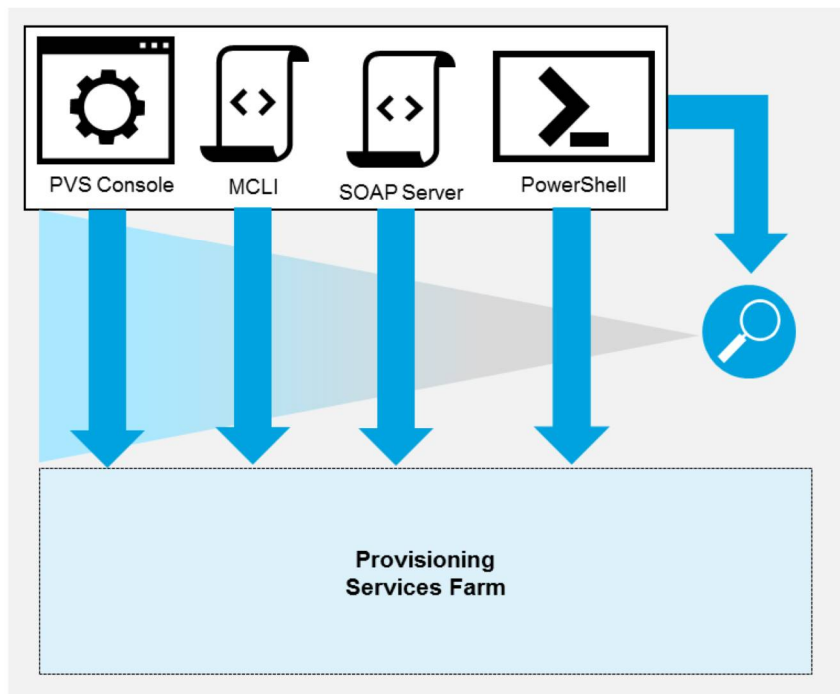 PVS Console
MCLI
SOAP Server
PowerShell
Provisioning
Services Farm